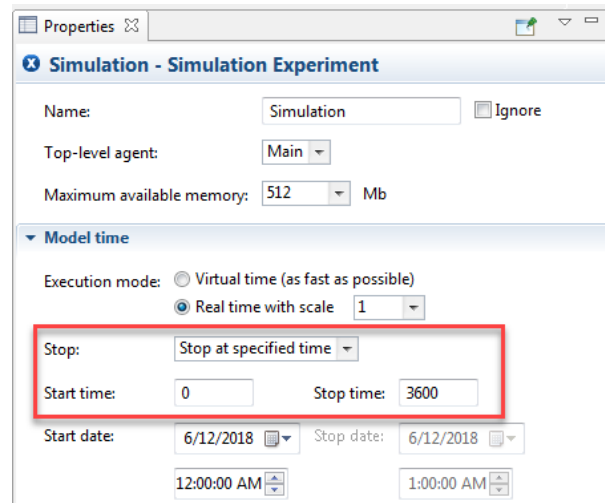 Properties
Simulation - Simulation Experiment
Name: Simulation Ignore
Top-level agent: Main
Maximum available memory: 512 Mb
Model time
Execution mode: Virtual time (as fast as possible)
Real time with scale 1
Stop: Stop at specified time
Start time: 0 Stop time: 3600
Start date: 6/12/2018 Stop date: 6/12/2018
12:00:00 AM 1:00:00 AM